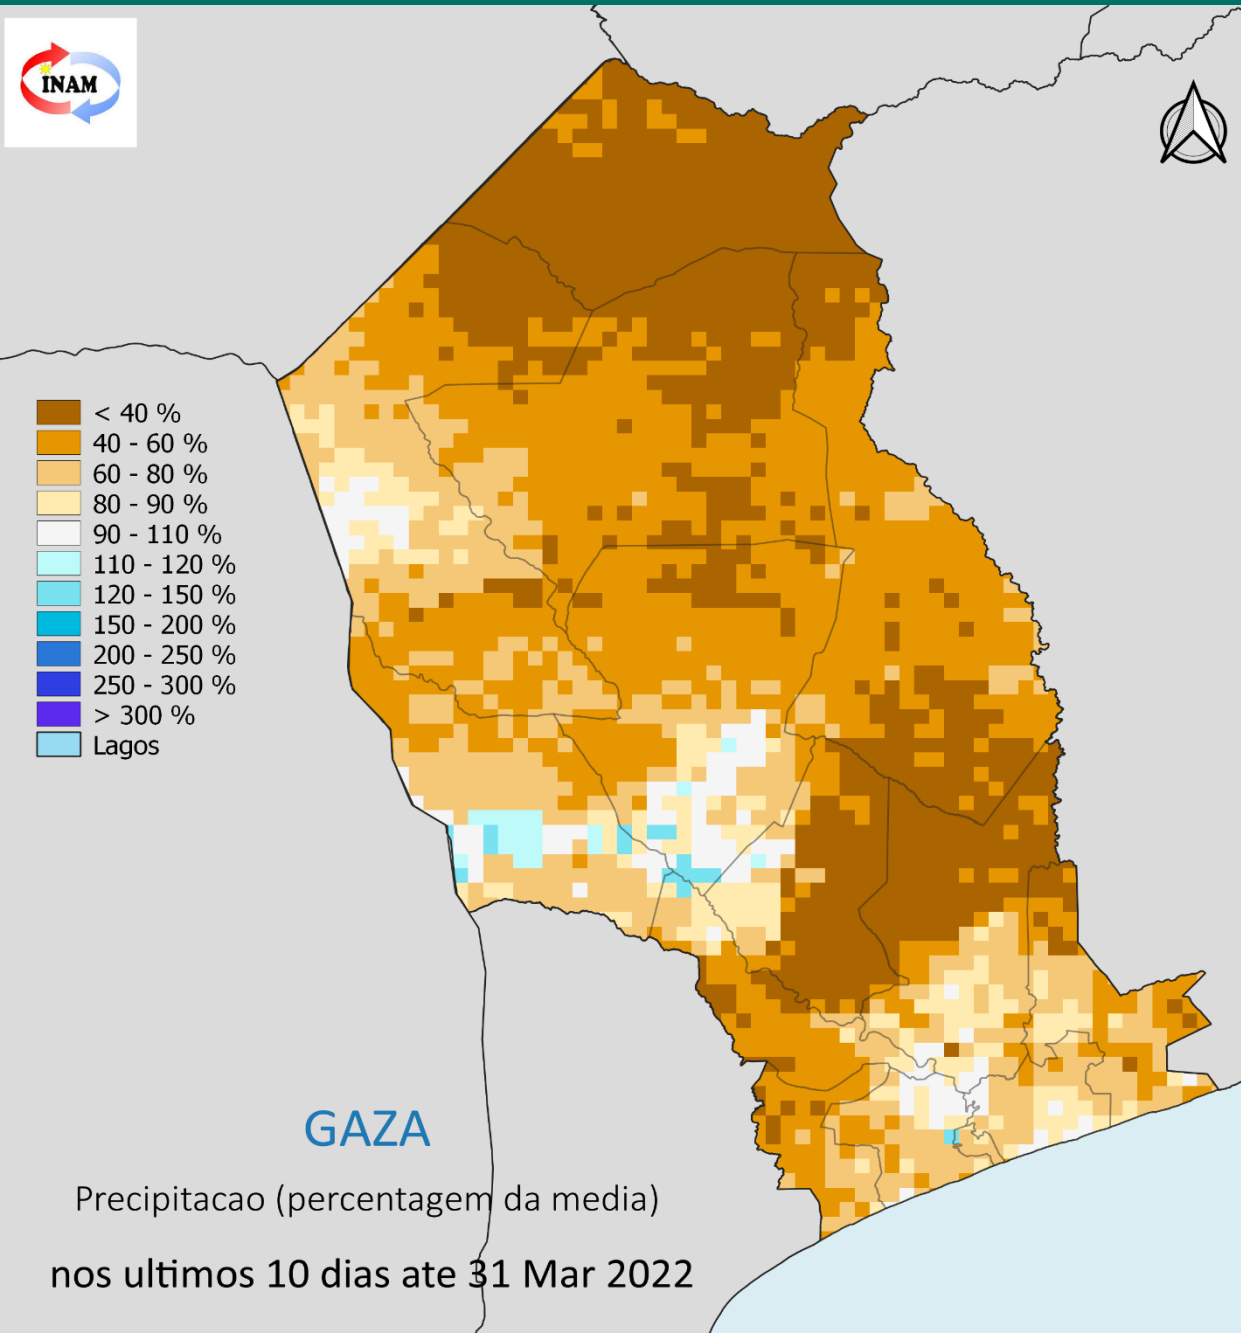 INAM
< 40 %
40 - 60 %
60 - 80 %
80 - 90 %
90 - 110 %
110 - 120 %
120 - 150 %
150 - 200 %
200 - 250 %
250 - 300 %
> 300 %
Lagos
GAZA
Precipitacao (percentagem da media)
nos ultimos 10 dias ate 31 Mar 2022